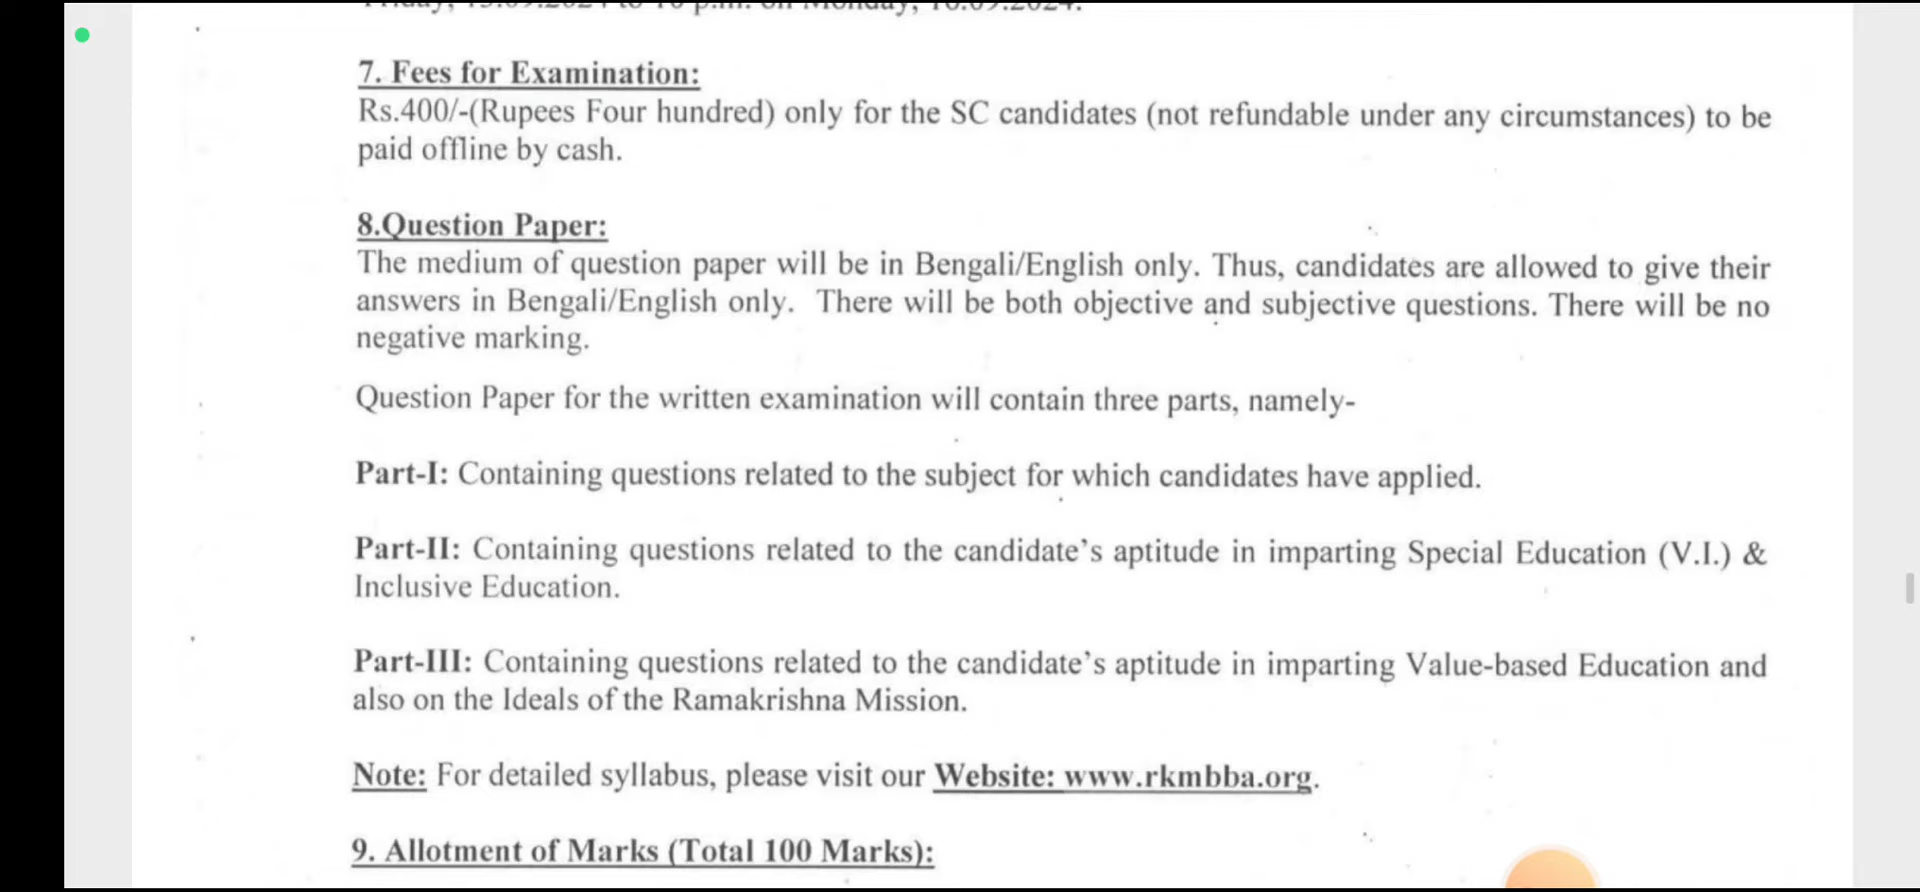 7. Fees for Examination:
Rs.400/-(Rupees Four hundred) only for the SC candidates (not refundable under any circumstances) to be
paid offline by cash.
8.Question Paper:
The medium of question paper will be in Bengali/English only. Thus, candidates are allowed to give their
answers in Bengali/English only. There will be both objective and subjective questions. There will be no
negative marking.
Question Paper for the written examination will contain three parts, namely-
Part-I: Containing questions related to the subject for which candidates have applied.
Part-II: Containing questions related to the candidate’s aptitude in imparting Special Education (V.I.) &
Inclusive Education.
Part-III: Containing questions related to the candidate’s aptitude in imparting Value-based Education and
also on the Ideals of the Ramakrishna Mission.
Note: For detailed syllabus, please visit our Website: www.rkmbba.org.
9. Allotment of Marks (Total 100 Marks):